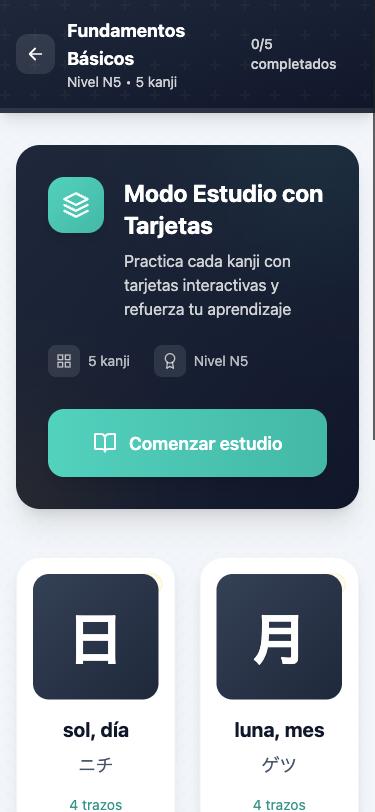 Fundamentos
Básicos
Nivel N5 • 5 kanji
0/5
completados
Modo Estudio con
Tarjetas
Practica cada kanji con
tarjetas interactivas y
refuerza tu aprendizaje
5 kanji
Nivel N5
Comenzar estudio
日
sol, día
ニチ
4 trazos
月
luna, mes
ゲツ
4 trazos